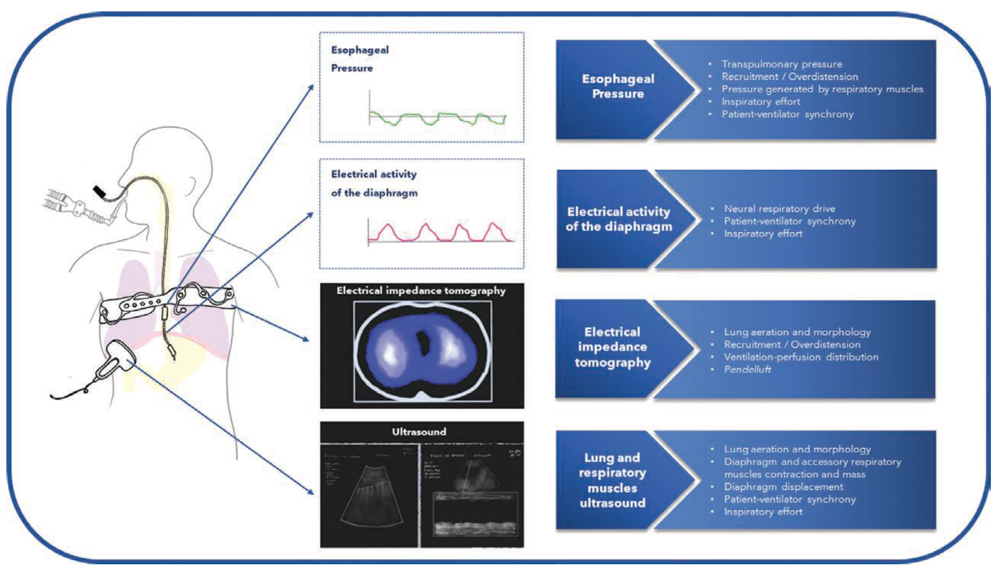 Esophageal
Pressure
Electrical activity
of the diaphragm
Electrical impedance tomography
Ultrasound
Esophageal
Pressure
• Transpulmonary pressure
• Recruitment / Overdistension
• Pressure generated by respiratory muscles
• Inspiratory effort
• Patient-ventilator synchrony
Electrical activity
of the diaphragm
• Neural respiratory drive
• Patient-ventilator synchrony
• Inspiratory effort
Electrical
impedance
tomography
• Lung aeration and morphology
• Recruitment / Overdistension
• Ventilation-perfusion distribution
• Pendelluft
Lung and
respiratory
muscles
ultrasound
• Lung aeration and morphology
• Diaphragm and accessory respiratory
muscles contraction and mass
• Diaphragm displacement
• Patient-ventilator synchrony
• Inspiratory effort